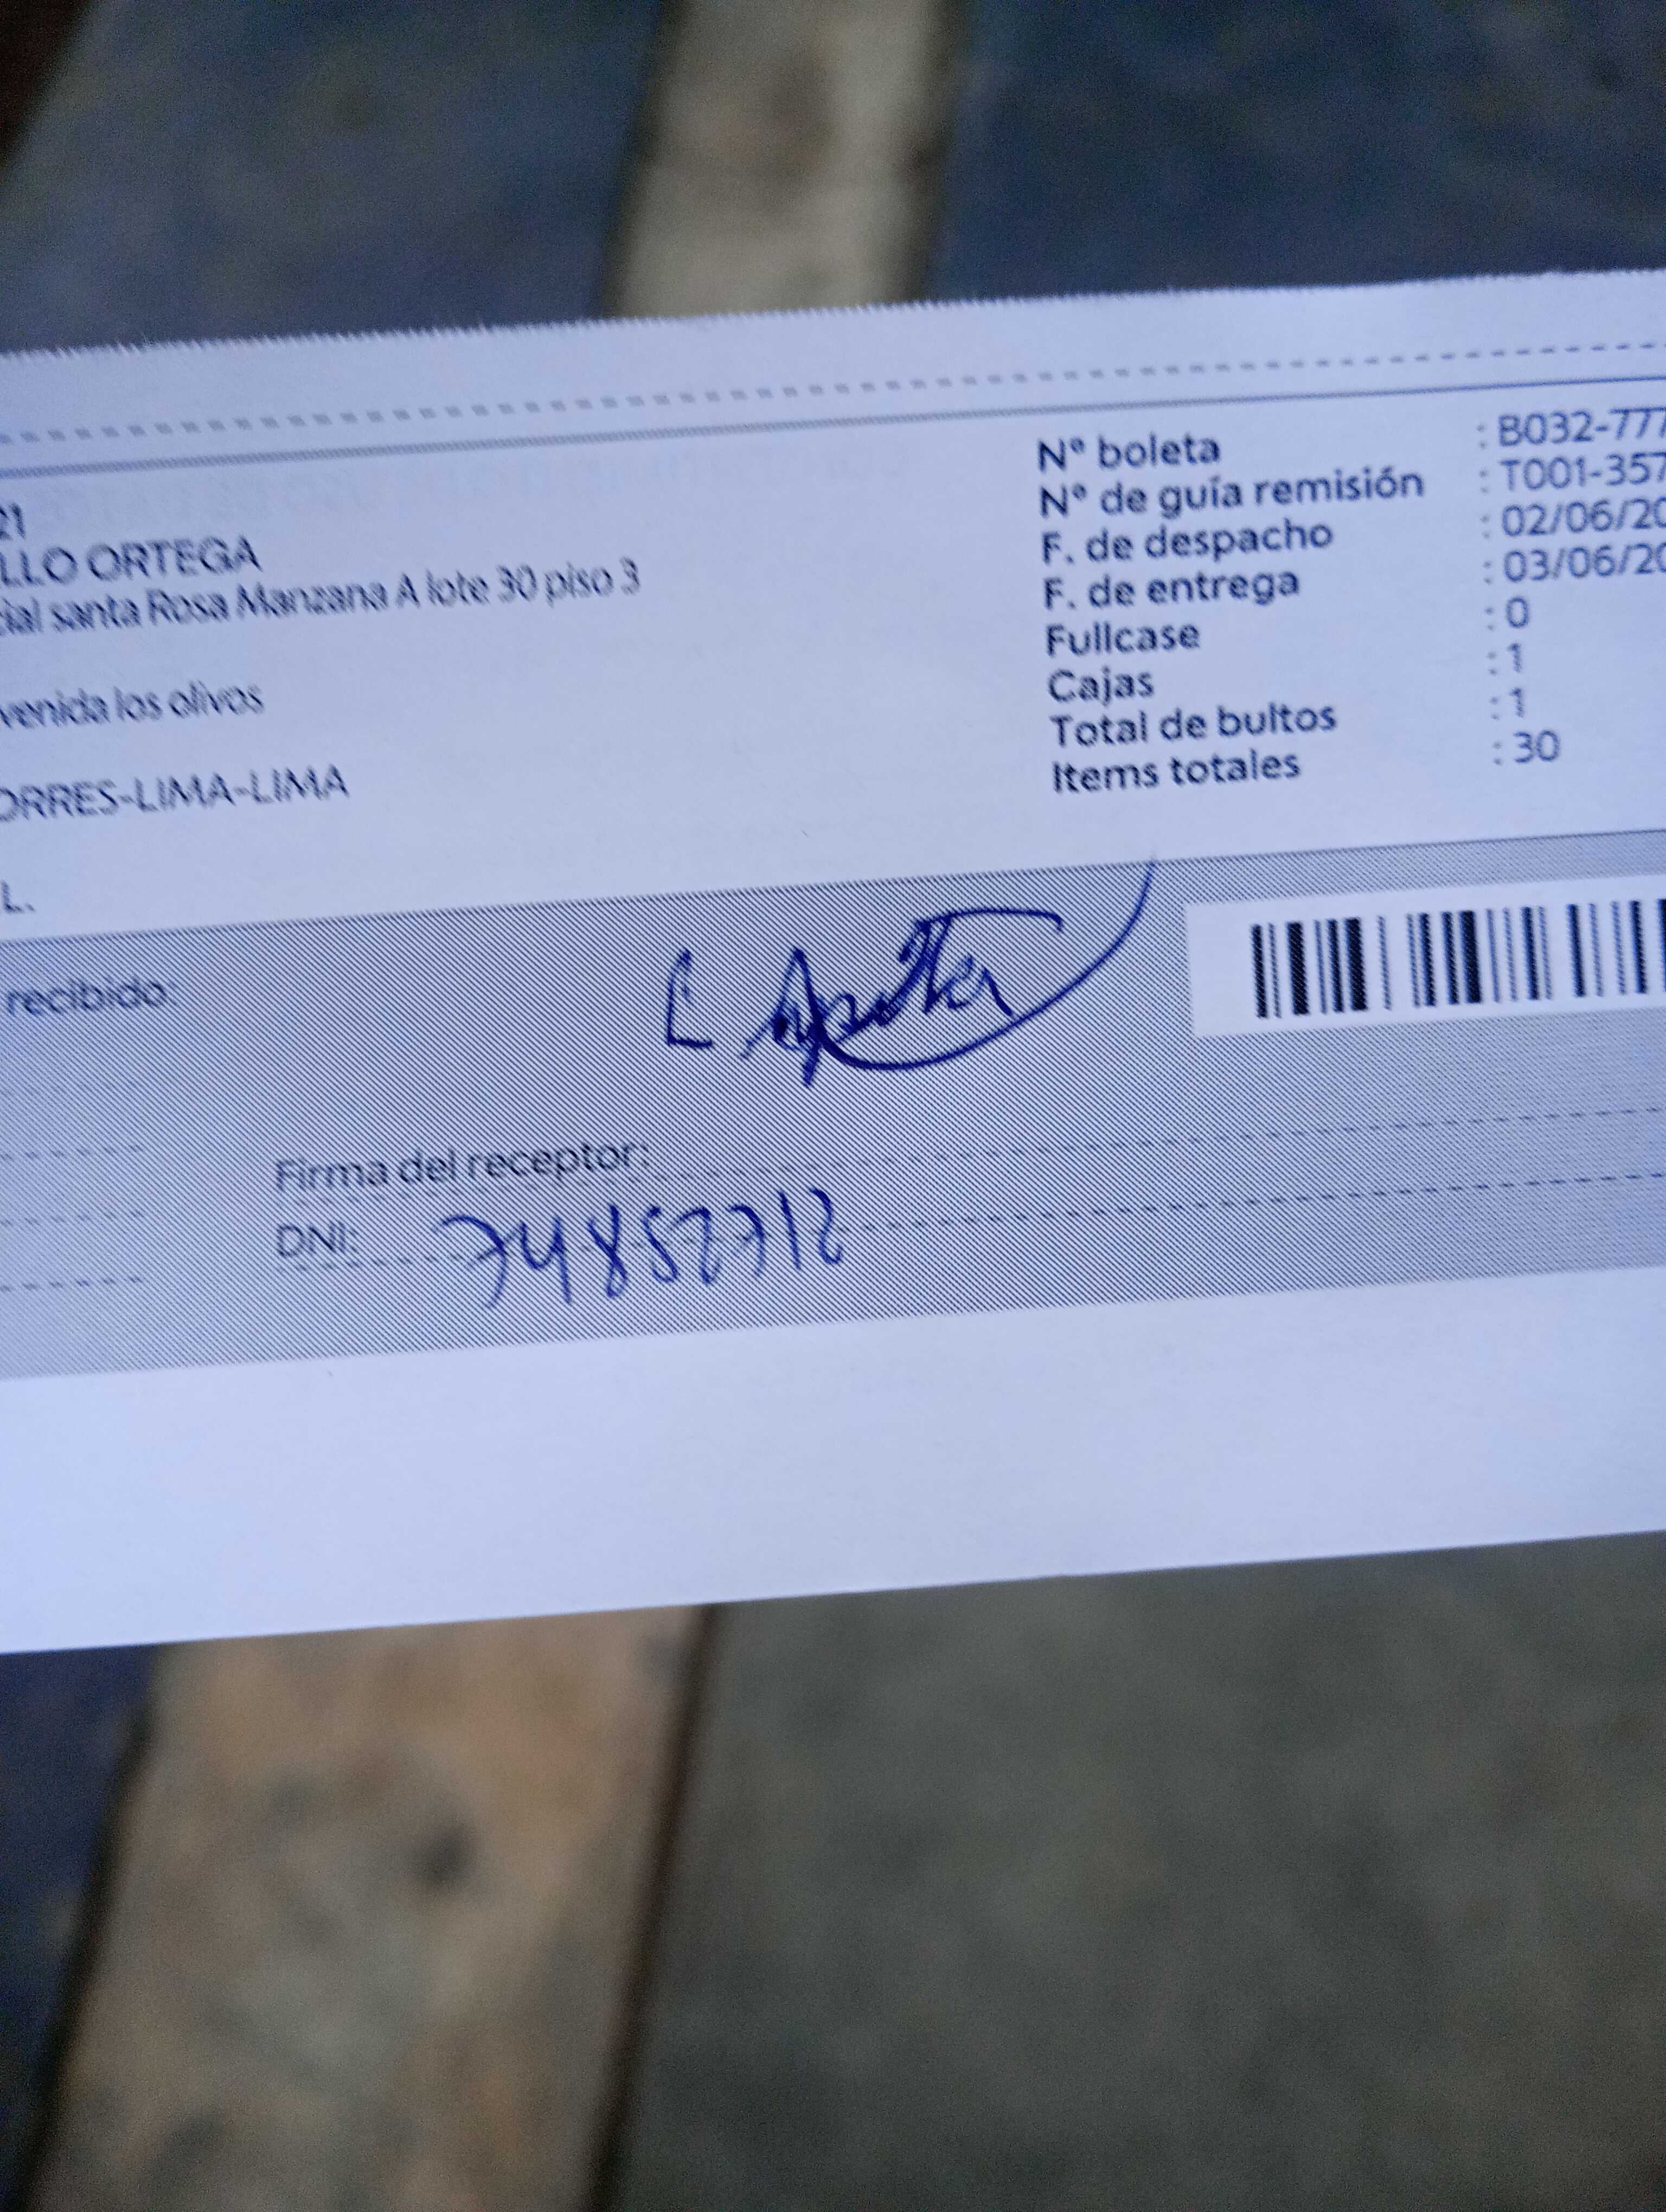 21
LLO ORTEGA
cial santa Rosa Manzana A lote 30 piso 3
venida los olivos
ORRES-LIMA-LIMA
L.
Nº boleta : B032-777
Nº de guía remisión : T001-357
F. de despacho : 02/06/20
F. de entrega : 03/06/20
Fullcase : 0
Cajas : 1
Total de bultos : 1
Items totales : 30
recibido:
Firma del receptor:
DNI: 74852712